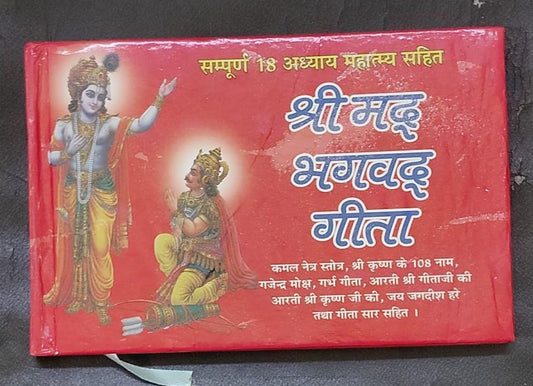 सम्पूर्ण 18 अध्याय महात्म्य सहित
श्री मद्
भगवद्
गीता
कमल नेत्र स्तोत्र, श्री कृष्ण के 108 नाम,
गजेन्द्र मोक्ष, गर्भ गीता, आरती श्री गीताजी की
आरती श्री कृष्ण जी की, जय जगदीश हरे
तथा गीता सार सहित ।